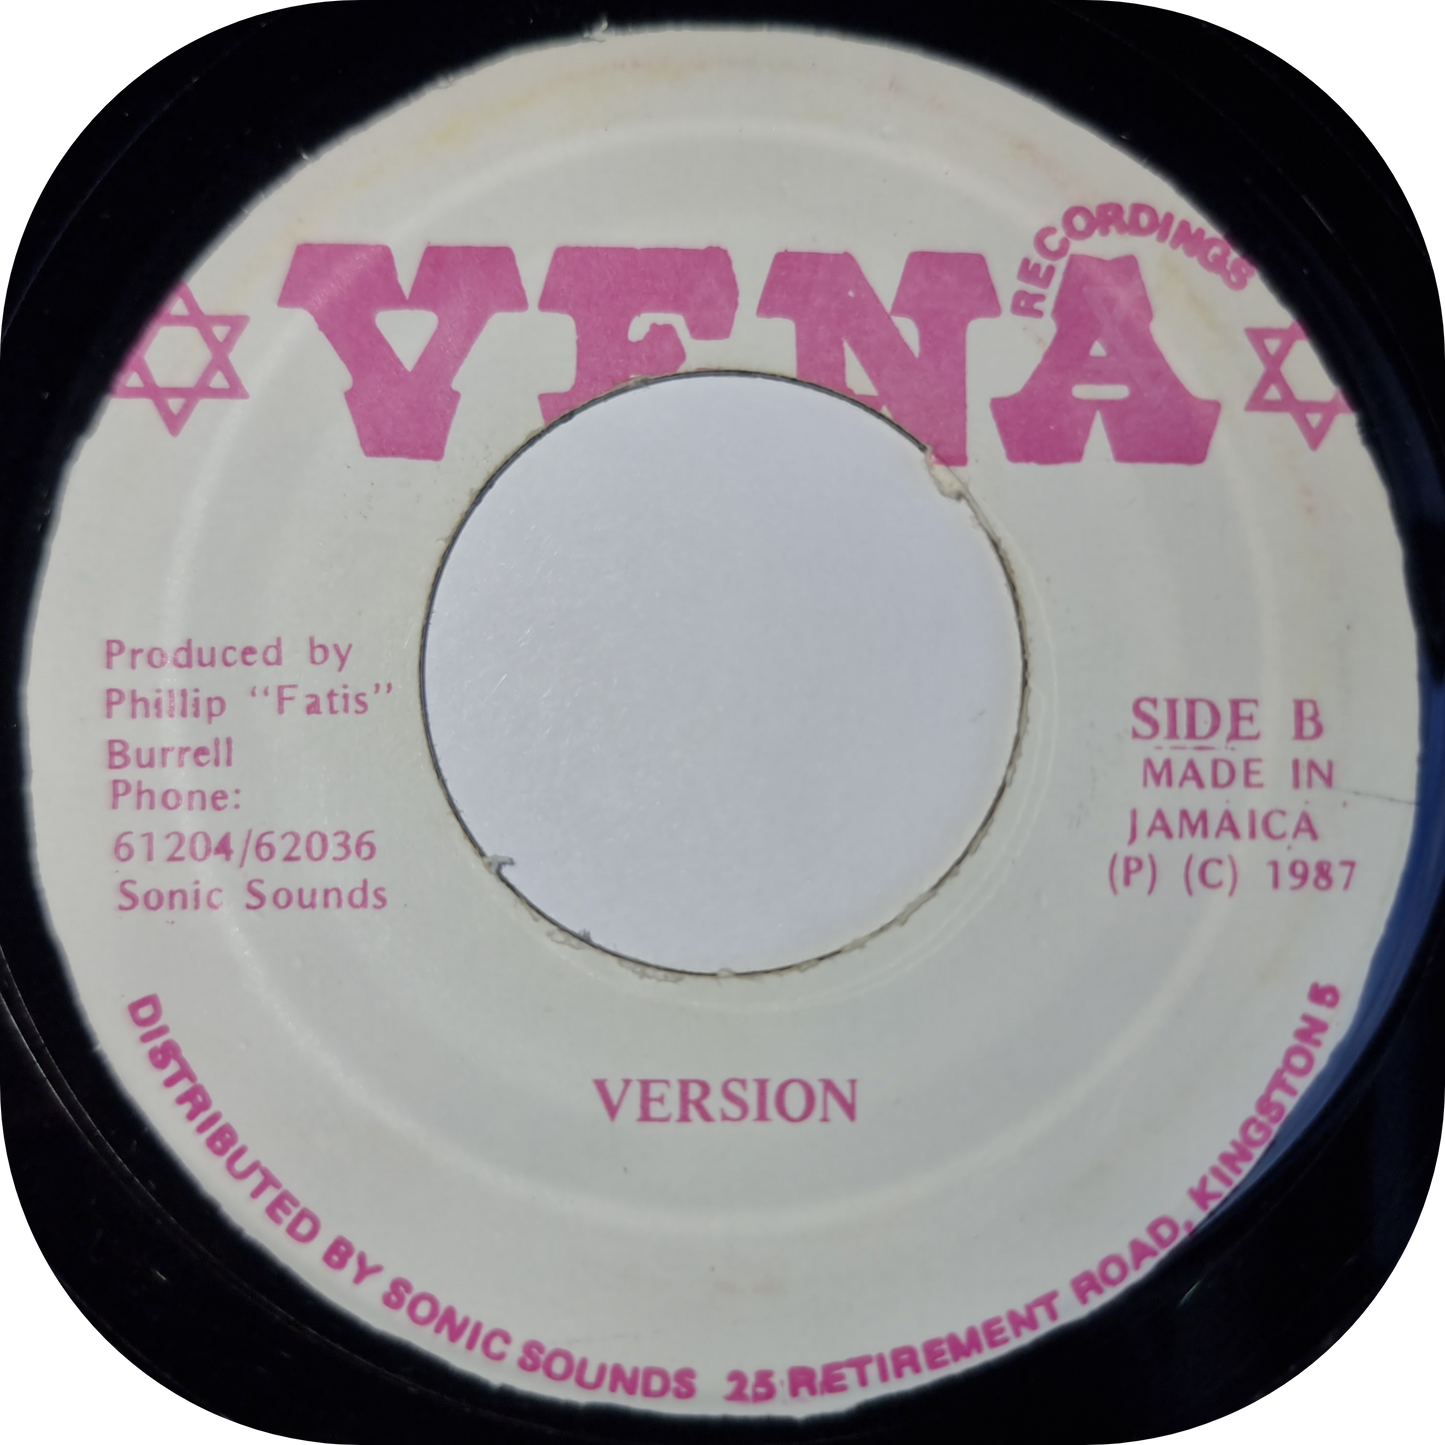 VENA
RECORDINGS
Produced by
Phillip “Fatis”
Burrell
Phone:
61204/62036
Sonic Sounds
SIDE B
MADE IN
JAMAICA
(P) (C) 1987
VERSION
DISTRIBUTED BY SONIC SOUNDS 25 RETIREMENT ROAD, KINGSTON 5